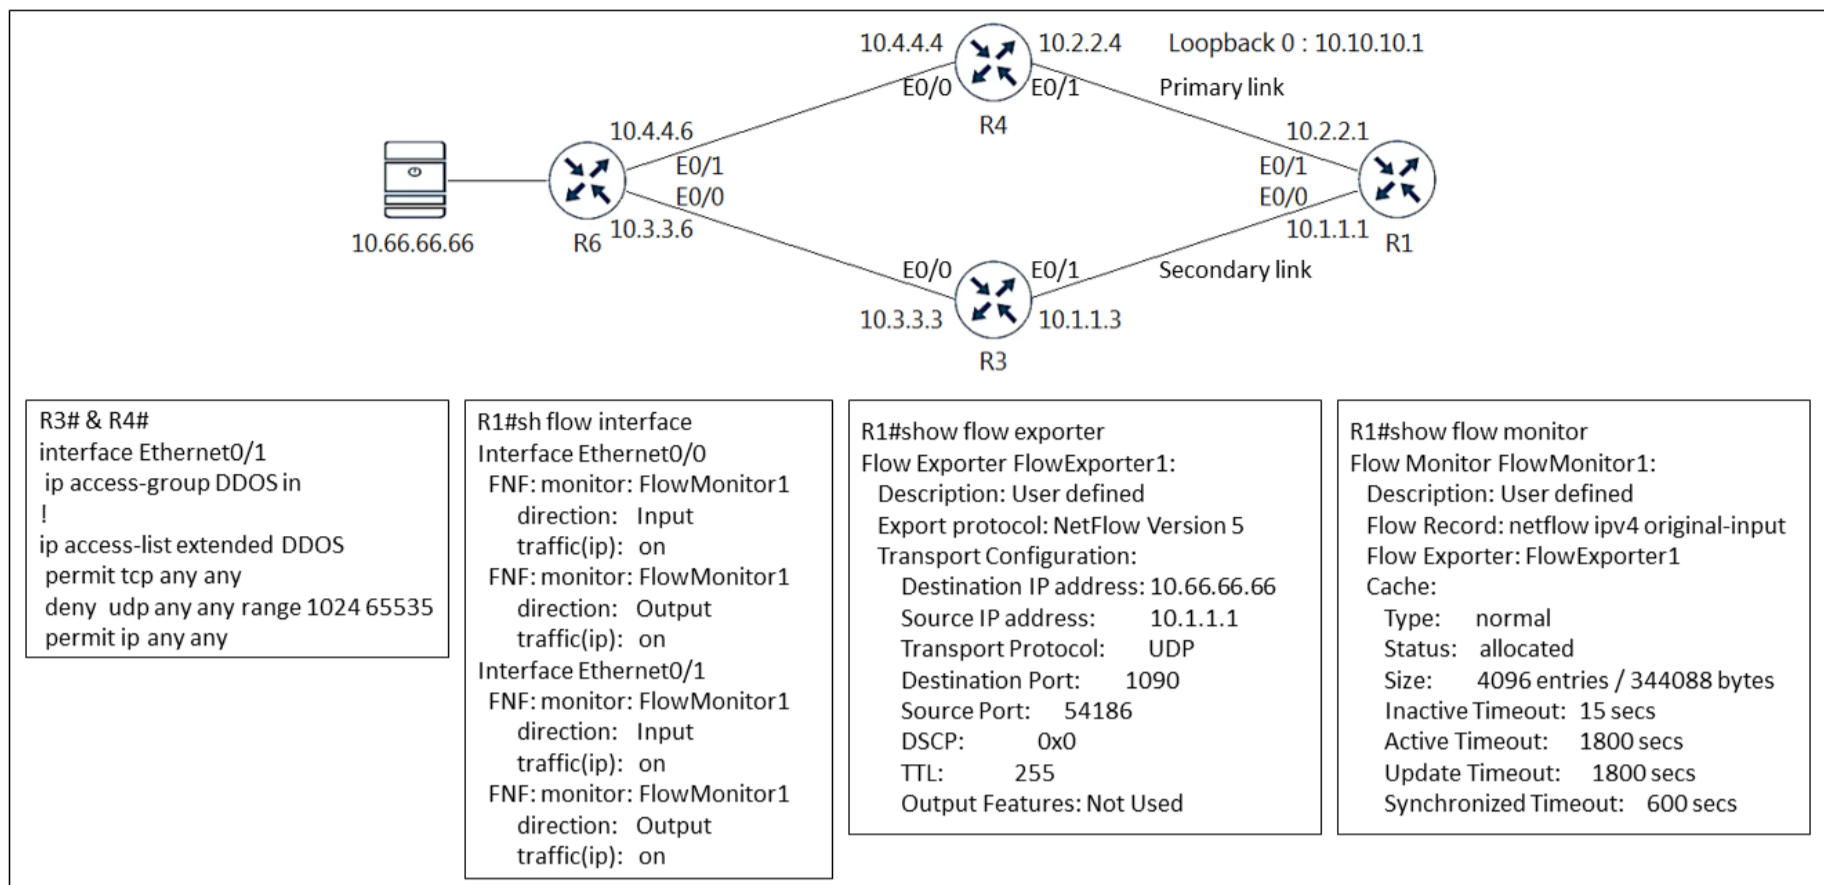 10.4.4.4
10.2.2.4
Loopback 0 : 10.10.10.1
E0/0
E0/1
Primary link
R4
10.4.4.6
10.2.2.1
E0/1
E0/1
E0/0
E0/0
10.66.66.66
R6
10.3.3.6
10.1.1.1
R1
E0/0
E0/1
Secondary link
10.3.3.3
10.1.1.3
R3
R3# & R4#
interface Ethernet0/1
ip access-group DDOS in
!
ip access-list extended DDOS
permit tcp any any
deny udp any any range 1024 65535
permit ip any any
R1#sh flow interface
Interface Ethernet0/0
FNF: monitor: FlowMonitor1
direction: Input
traffic(ip): on
FNF: monitor: FlowMonitor1
direction: Output
traffic(ip): on
Interface Ethernet0/1
FNF: monitor: FlowMonitor1
direction: Input
traffic(ip): on
FNF: monitor: FlowMonitor1
direction: Output
traffic(ip): on
R1#show flow exporter
Flow Exporter FlowExporter1:
Description: User defined
Export protocol: NetFlow Version 5
Transport Configuration:
Destination IP address: 10.66.66.66
Source IP address: 10.1.1.1
Transport Protocol: UDP
Destination Port: 1090
Source Port: 54186
DSCP: 0x0
TTL: 255
Output Features: Not Used
R1#show flow monitor
Flow Monitor FlowMonitor1:
Description: User defined
Flow Record: netflow ipv4 original-input
Flow Exporter: FlowExporter1
Cache:
Type: normal
Status: allocated
Size: 4096 entries / 344088 bytes
Inactive Timeout: 15 secs
Active Timeout: 1800 secs
Update Timeout: 1800 secs
Synchronized Timeout: 600 secs